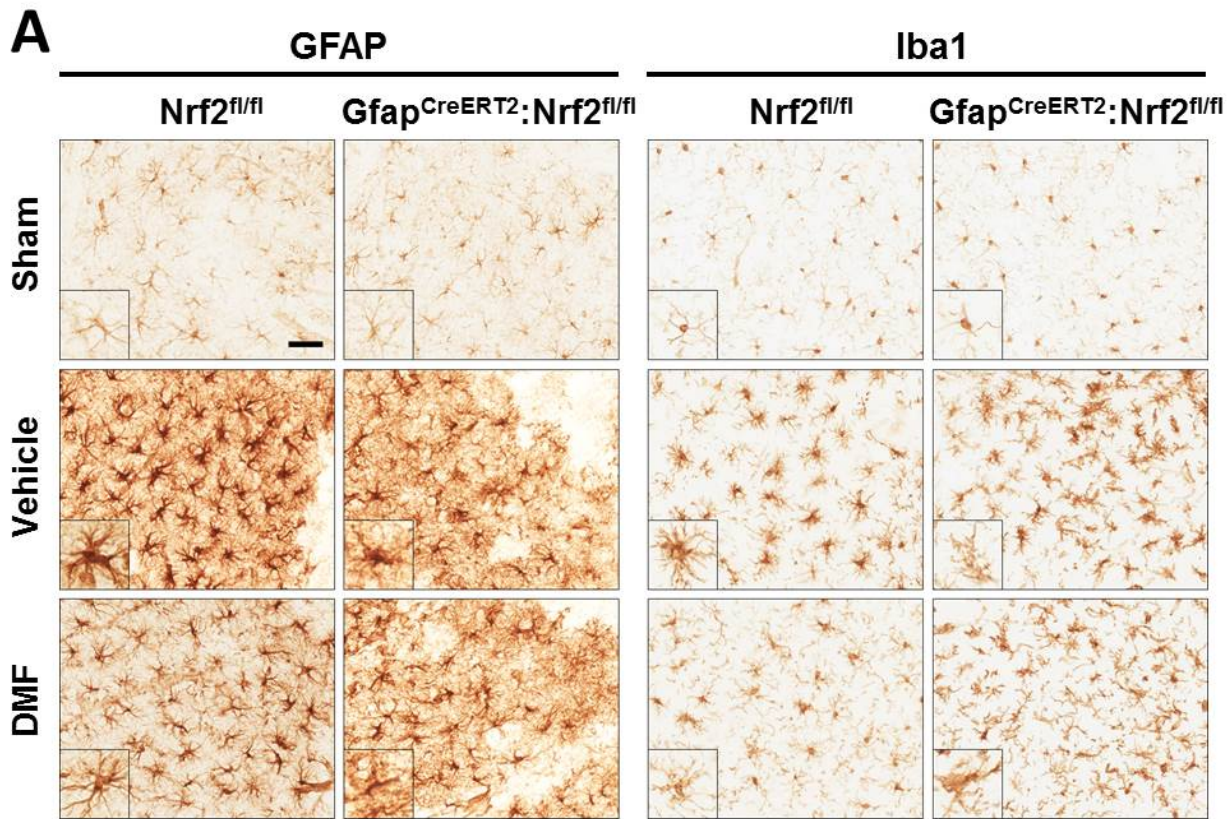 A
GFAP Iba1
Nrf2fl/fl GfapCreERT2:Nrf2fl/fl Nrf2fl/fl GfapCreERT2:Nrf2fl/fl
Sham
Vehicle
DMF